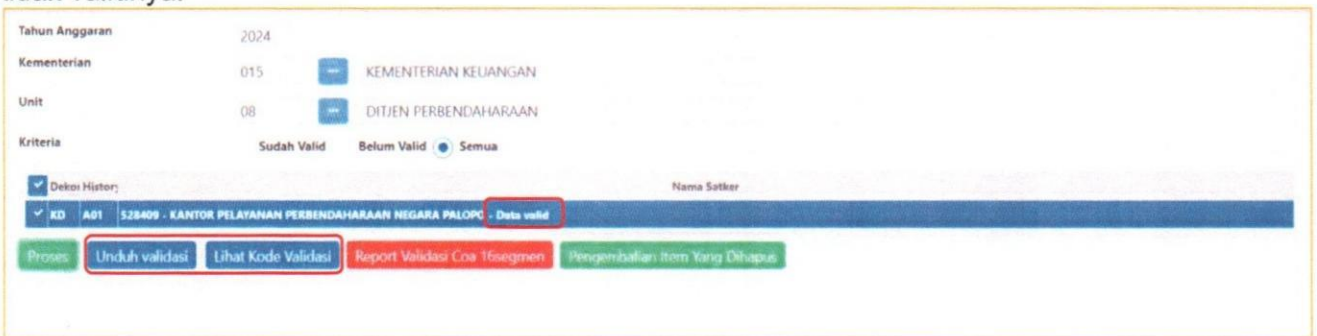 Tahun Anggaran 2024
Kementerian 015 ... KEMENTERIAN KEUANGAN
Unit 08 ... DITJEN PERBENDAHARAAN
Kriteria Sudah Valid Belum Valid Semua
Dekon History Nama Satker
KD A01 528409 - KANTOR PELAYANAN PERBENDAHARAAN NEGARA PALOPO - Data valid
Proses Unduh validasi Lihat Kode Validasi Report Validasi Coa 16segmen Pengembalian Item Yang Dihapus